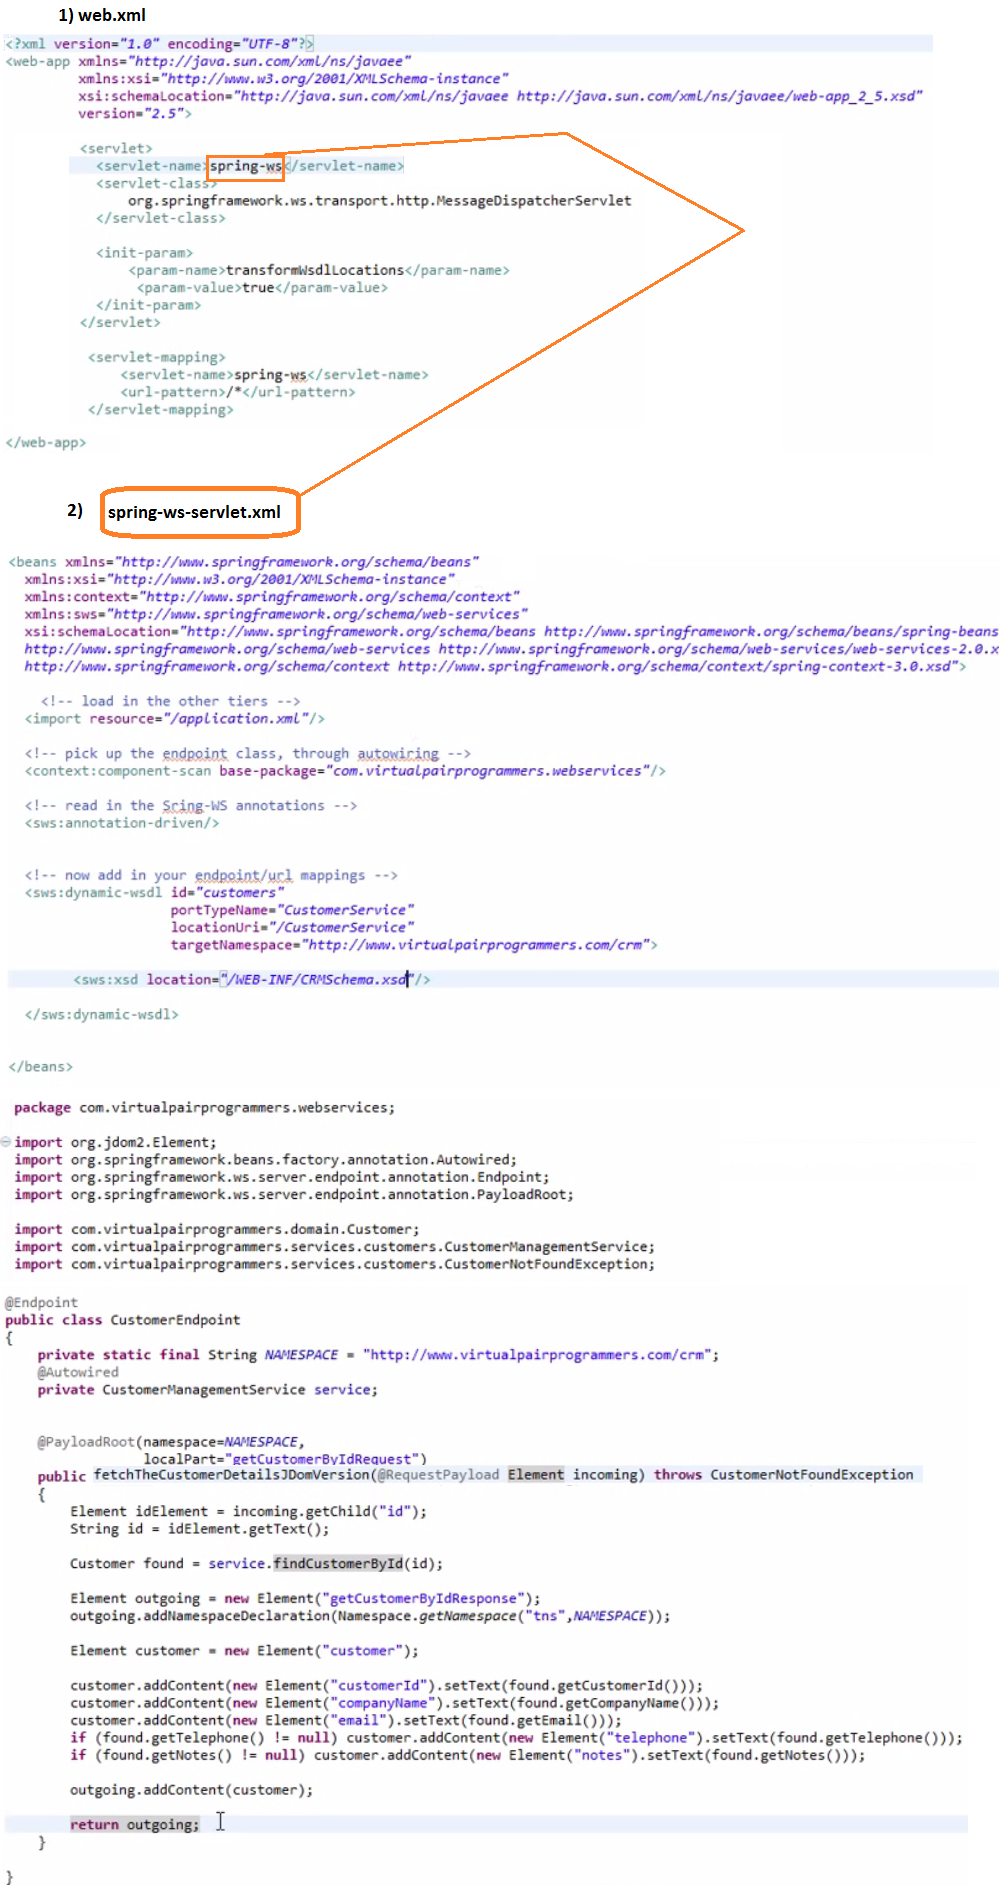 1) web.xml
<?xml version="1.0" encoding="UTF-8"?>
<web-app xmlns="http://java.sun.com/xml/ns/javaee"
xmlns:xsi="http://www.w3.org/2001/XMLSchema-instance"
xsi:schemaLocation="http://java.sun.com/xml/ns/javaee http://java.sun.com/xml/ns/javaee/web-app_2_5.xsd"
version="2.5">
<servlet>
<servlet-name>spring-ws</servlet-name>
<servlet-class>
org.springframework.ws.transport.http.MessageDispatcherServlet
</servlet-class>
<init-param>
<param-name>transformWsdlLocations</param-name>
<param-value>true</param-value>
</init-param>
</servlet>
<servlet-mapping>
<servlet-name>spring-ws</servlet-name>
<url-pattern>/*</url-pattern>
</servlet-mapping>
</web-app>
2) spring-ws-servlet.xml
<beans xmlns="http://www.springframework.org/schema/beans"
xmlns:xsi="http://www.w3.org/2001/XMLSchema-instance"
xmlns:context="http://www.springframework.org/schema/context"
xmlns:sws="http://www.springframework.org/schema/web-services"
xsi:schemaLocation="http://www.springframework.org/schema/beans http://www.springframework.org/schema/beans/spring-beans
http://www.springframework.org/schema/web-services http://www.springframework.org/schema/web-services/web-services-2.0.x
http://www.springframework.org/schema/context http://www.springframework.org/schema/context/spring-context-3.0.xsd">
<!-- load in the other tiers -->
<import resource="/application.xml"/>
<!-- pick up the endpoint class, through autowiring -->
<context:component-scan base-package="com.virtualpairprogrammers.webservices"/>
<!-- read in the Sring-WS annotations -->
<sws:annotation-driven/>
<!-- now add in your endpoint/url mappings -->
<sws:dynamic-wsdl id="customers"
portTypeName="CustomerService"
locationUri="/CustomerService"
targetNamespace="http://www.virtualpairprogrammers.com/crm">
<sws:xsd location="/WEB-INF/CRMSchema.xsd"/>
</sws:dynamic-wsdl>
</beans>
package com.virtualpairprogrammers.webservices;
import org.jdom2.Element;
import org.springframework.beans.factory.annotation.Autowired;
import org.springframework.ws.server.endpoint.annotation.Endpoint;
import org.springframework.ws.server.endpoint.annotation.PayloadRoot;
import com.virtualpairprogrammers.domain.Customer;
import com.virtualpairprogrammers.services.customers.CustomerManagementService;
import com.virtualpairprogrammers.services.customers.CustomerNotFoundException;
@Endpoint
public class CustomerEndpoint
{
private static final String NAMESPACE = "http://www.virtualpairprogrammers.com/crm";
@Autowired
private CustomerManagementService service;
@PayloadRoot(namespace=NAMESPACE,
localPart="getCustomerByIdRequest")
public fetchTheCustomerDetailsJDomVersion(@RequestPayload Element incoming) throws CustomerNotFoundException
{
Element idElement = incoming.getChild("id");
String id = idElement.getText();
Customer found = service.findCustomerById(id);
Element outgoing = new Element("getCustomerByIdResponse");
outgoing.addNamespaceDeclaration(Namespace.getNamespace("tns",NAMESPACE));
Element customer = new Element("customer");
customer.addContent(new Element("customerId").setText(found.getCustomerId()));
customer.addContent(new Element("companyName").setText(found.getCompanyName()));
customer.addContent(new Element("email").setText(found.getEmail()));
if (found.getTelephone() != null) customer.addContent(new Element("telephone").setText(found.getTelephone()));
if (found.getNotes() != null) customer.addContent(new Element("notes").setText(found.getNotes()));
outgoing.addContent(customer);
return outgoing;
}
}